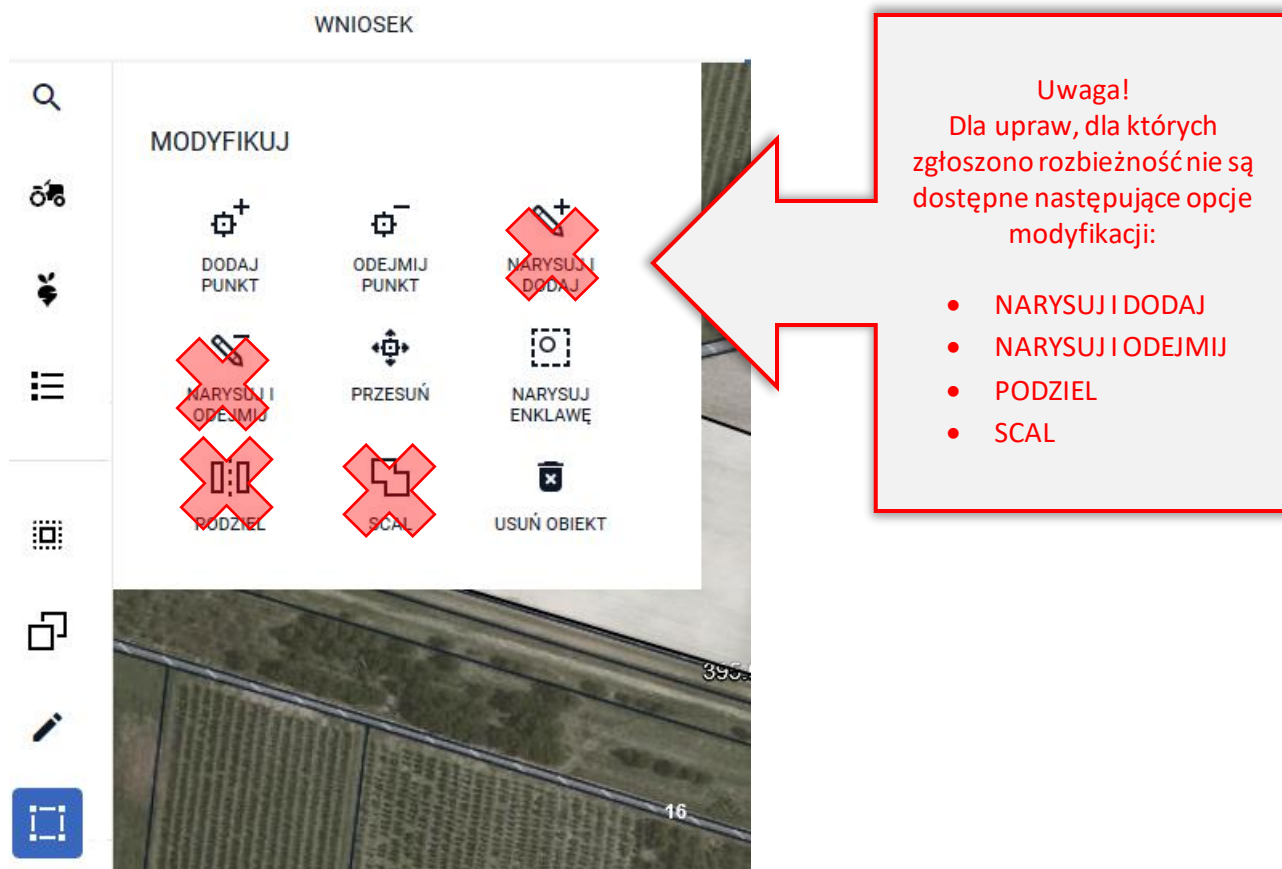 WNIOSEK
MODYFIKUJ
DODAJ
PUNKT
ODEJMIJ
PUNKT
NARYSUJ I
DODAJ
NARYSUJ I
ODEJMIJ
PRZESUŃ
NARYSUJ
ENKLAWĘ
PODZIEL
SCAL
USUŃ OBIEKT
16
Uwaga!
Dla upraw, dla których
zgłoszono rozbieżność nie są
dostępne następujące opcje
modyfikacji:
• NARYSUJ I DODAJ
• NARYSUJ I ODEJMIJ
• PODZIEL
• SCAL